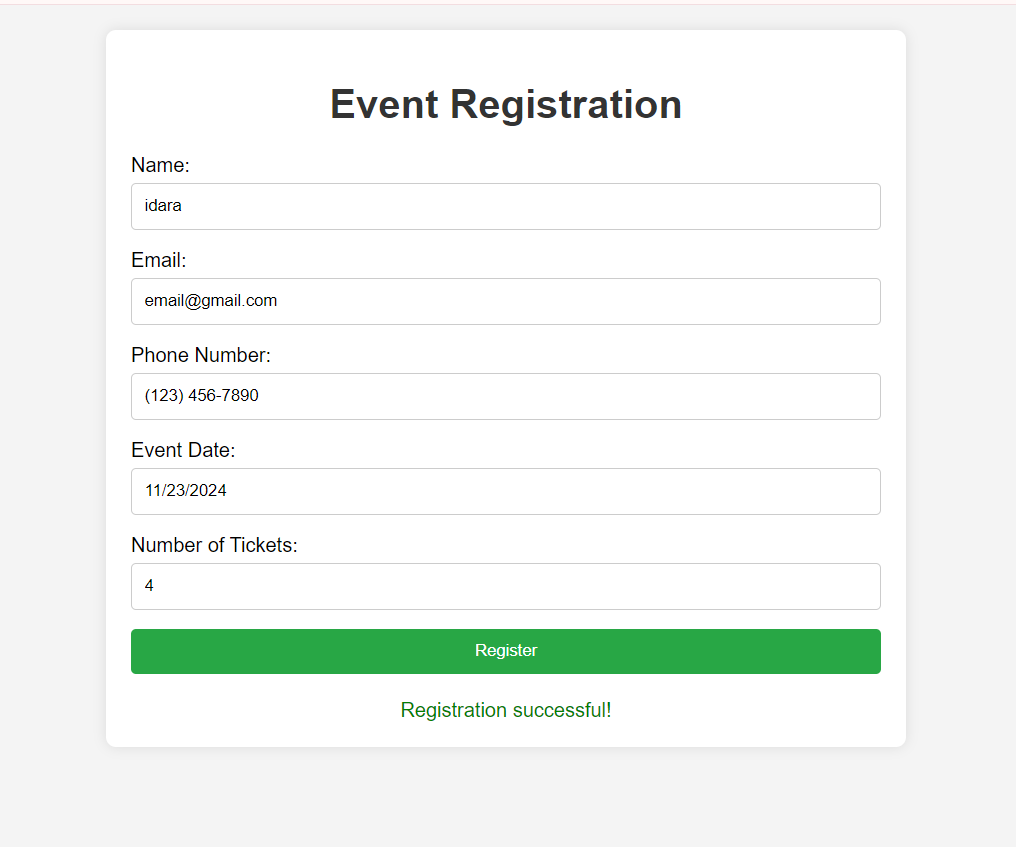 Event Registration
Name:
idara
Email:
email@gmail.com
Phone Number:
(123) 456-7890
Event Date:
11/23/2024
Number of Tickets:
4
Register
Registration successful!